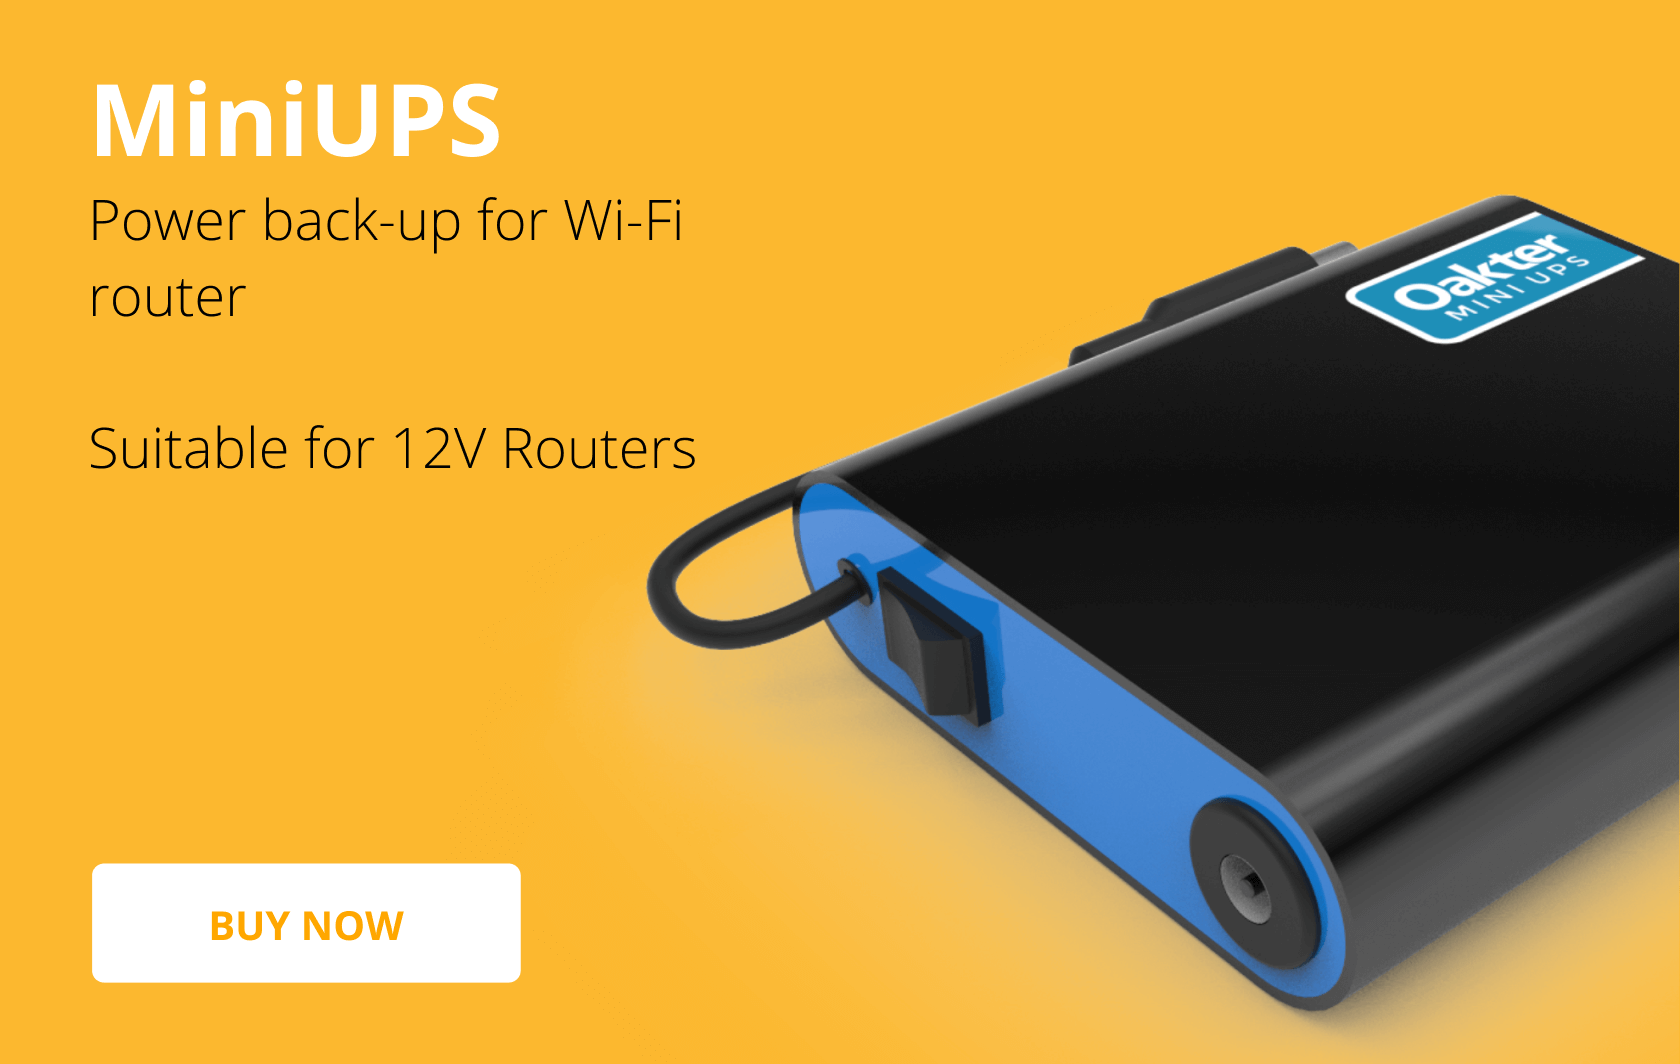 MiniUPS
Power back-up for Wi-Fi
router
Suitable for 12V Routers
Oakter
MINI UPS
BUY NOW